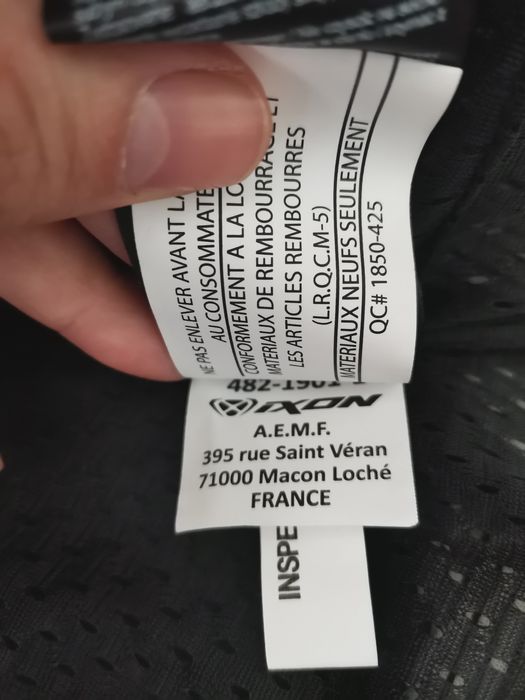 NE PAS ENLEVER AVANT
AU CONSOMMATE
CONFORMEMENT A LA LO
MATERIAUX DE REMBOURRAGE ET
LES ARTICLES REMBOURRES
(L.R.Q.C.M-5)
MATERIAUX NEUFS SEULEMENT
QC# 1850-425
482-1901
IXON
A.E.M.F.
395 rue Saint Véran
71000 Macon Loché
FRANCE
INSPE